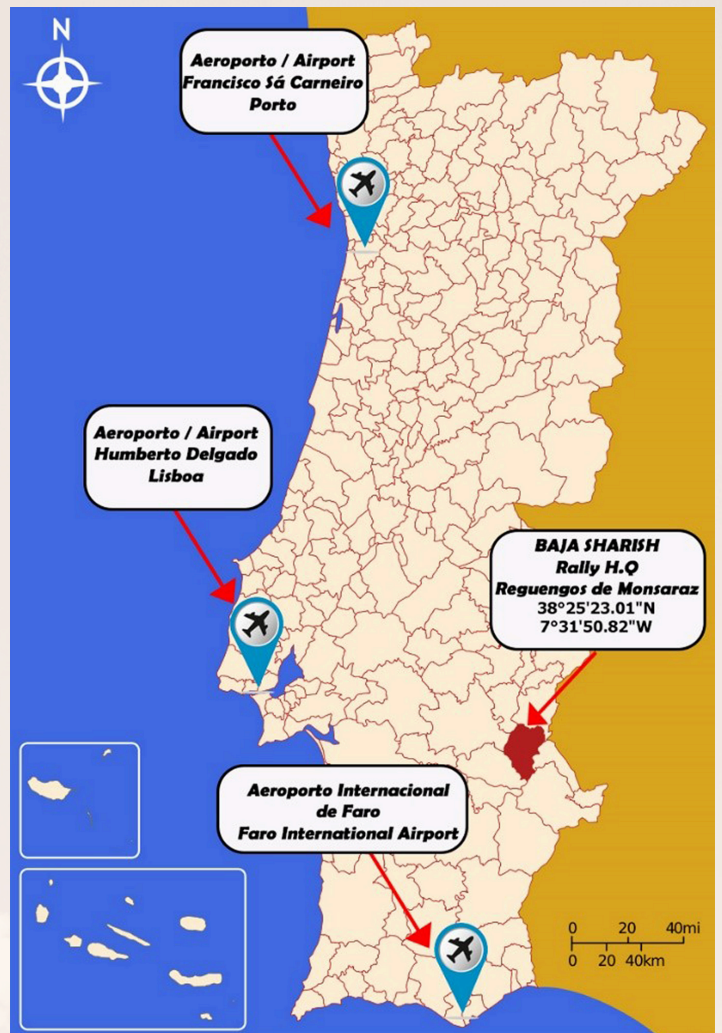 N
Aeroporto / Airport
Francisco Sá Carneiro
Porto
Aeroporto / Airport
Humberto Delgado
Lisboa
BAJA SHARISH
Rally H.Q
Reguengos de Monsaraz
38°25'23.01"N
7°31'50.82"W
Aeroporto Internacional
de Faro
Faro International Airport
0 20 40mi
0 20 40km